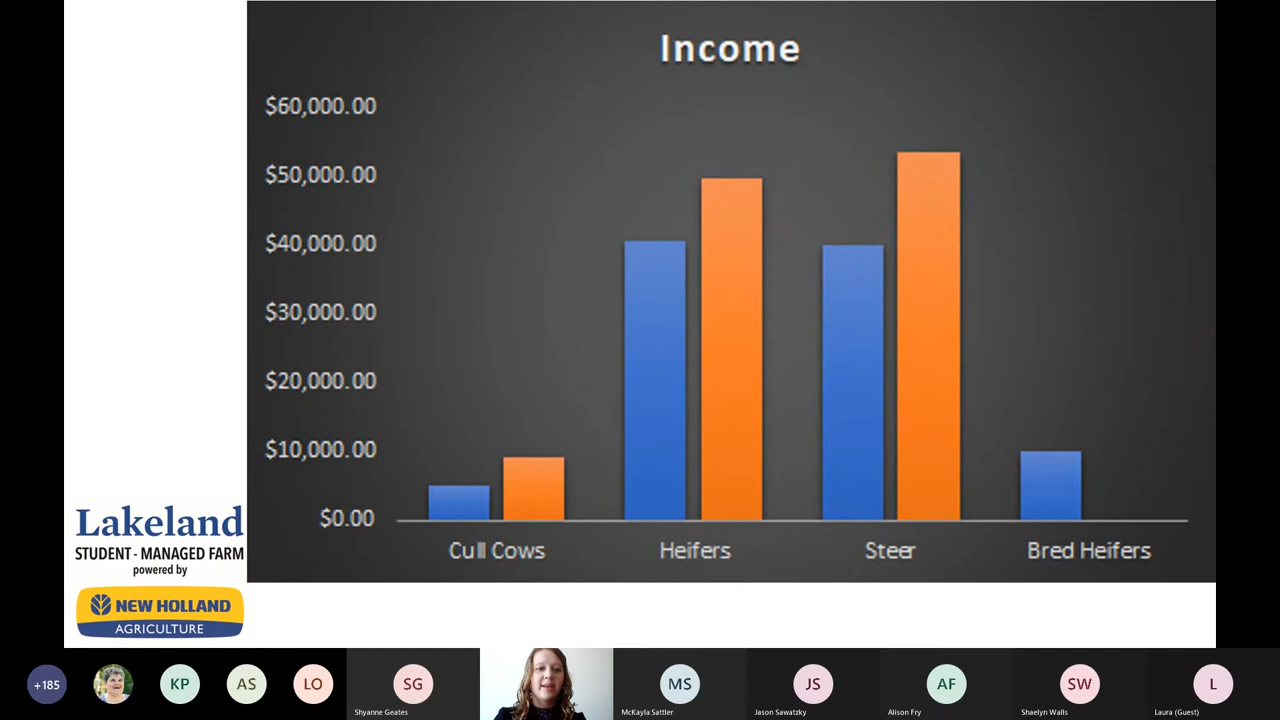 Income
$60,000.00
$50,000.00
$40,000.00
$30,000.00
$20,000.00
$10,000.00
$0.00
Cull Cows Heifers Steer Bred Heifers
Lakeland
STUDENT - MANAGED FARM
powered by
NEW HOLLAND
AGRICULTURE
+185 KP AS LO SG MS JS AF SW L
Shyanne Geates McKayla Sattler Jason Sawatzky Alison Fry Shaelyn Walls Laura (Guest)